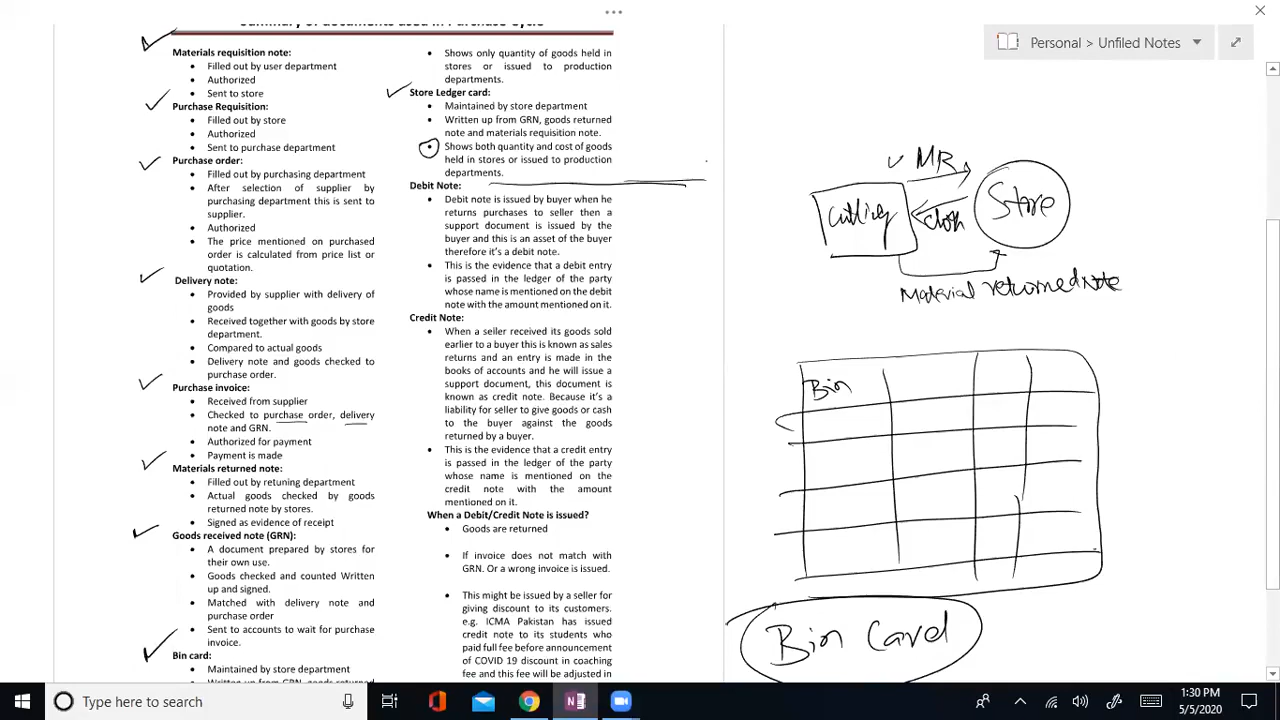 Summary of documents used in Purchase Cycle
Materials requisition note:
• Filled out by user department
• Authorized
• Sent to store
Purchase Requisition:
• Filled out by store
• Authorized
• Sent to purchase department
Purchase order:
• Filled out by purchasing department
• After selection of supplier by
purchasing department this is sent to
supplier.
• Authorized
• The price mentioned on purchased
order is calculated from price list or
quotation.
Delivery note:
• Provided by supplier with delivery of
goods
• Received together with goods by store
department.
• Compared to actual goods
• Delivery note and goods checked to
purchase order.
Purchase invoice:
• Received from supplier
• Checked to purchase order, delivery
note and GRN.
• Authorized for payment
• Payment is made
Materials returned note:
• Filled out by retuning department
• Actual goods checked by goods
returned note by stores.
• Signed as evidence of receipt
Goods received note (GRN):
• A document prepared by stores for
their own use.
• Goods checked and counted Written
up and signed.
• Matched with delivery note and
purchase order
• Sent to accounts to wait for purchase
invoice.
Bin card:
• Maintained by store department
• Written up from GRN, goods returned
• Shows only quantity of goods held in
stores or issued to production
departments.
Store Ledger card:
• Maintained by store department
• Written up from GRN, goods returned
note and materials requisition note.
• Shows both quantity and cost of goods
held in stores or issued to production
departments.
Debit Note:
• Debit note is issued by buyer when he
returns purchases to seller then a
support document is issued by the
buyer and this is an asset of the buyer
therefore it's a debit note.
• This is the evidence that a debit entry
is passed in the ledger of the party
whose name is mentioned on the debit
note with the amount mentioned on it.
Credit Note:
• When a seller received its goods sold
earlier to a buyer this is known as sales
returns and an entry is made in the
books of accounts and he will issue a
support document, this document is
known as credit note. Because it's a
liability for seller to give goods or cash
to the buyer against the goods
returned by a buyer.
• This is the evidence that a credit entry
is passed in the ledger of the party
whose name is mentioned on the
credit note with the amount
mentioned on it.
When a Debit/Credit Note is issued?
• Goods are returned
• If invoice does not match with
GRN. Or a wrong invoice is issued.
• This might be issued by a seller for
giving discount to its customers.
e.g. ICMA Pakistan has issued
credit note to its students who
paid full fee before announcement
of COVID 19 discount in coaching
fee and this fee will be adjusted in
Personal > Unfiled Notes
MR
Cutting
Store
cloth
Material returned note
Bin
Bin Card
Type here to search
1:30 PM
5/5/2020